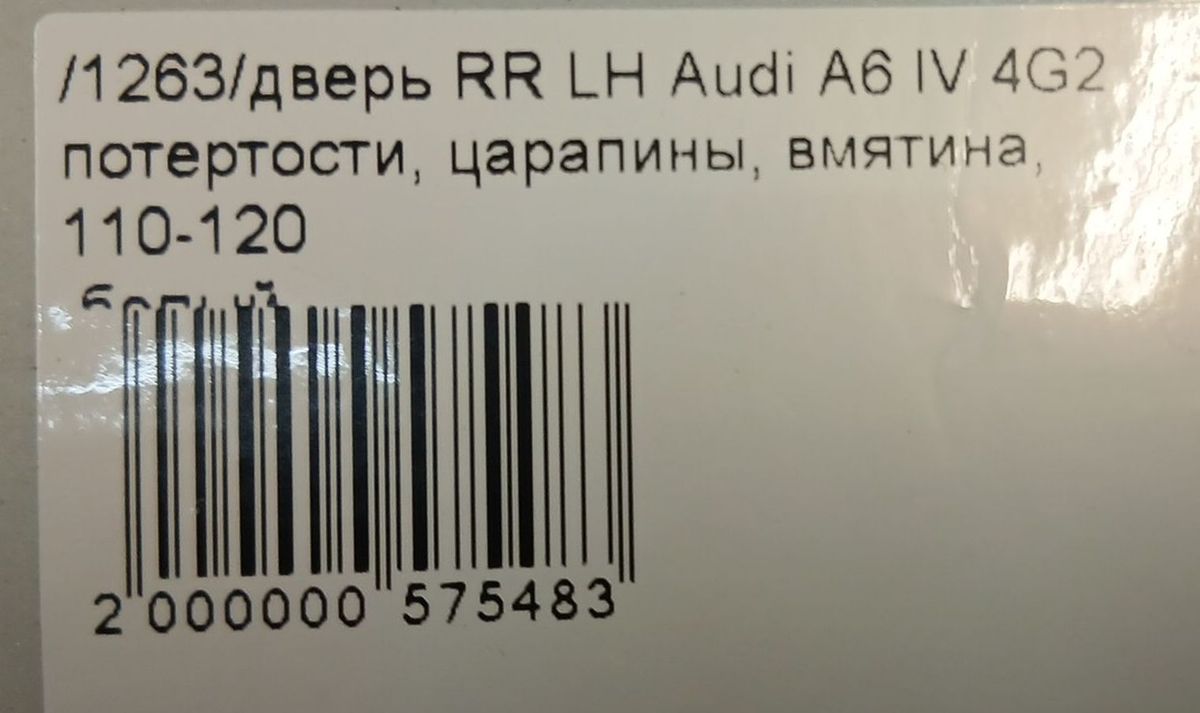 /1263/дверь RR LH Audi A6 IV 4G2
потертости, царапины, вмятина,
110-120
2 000000 575483